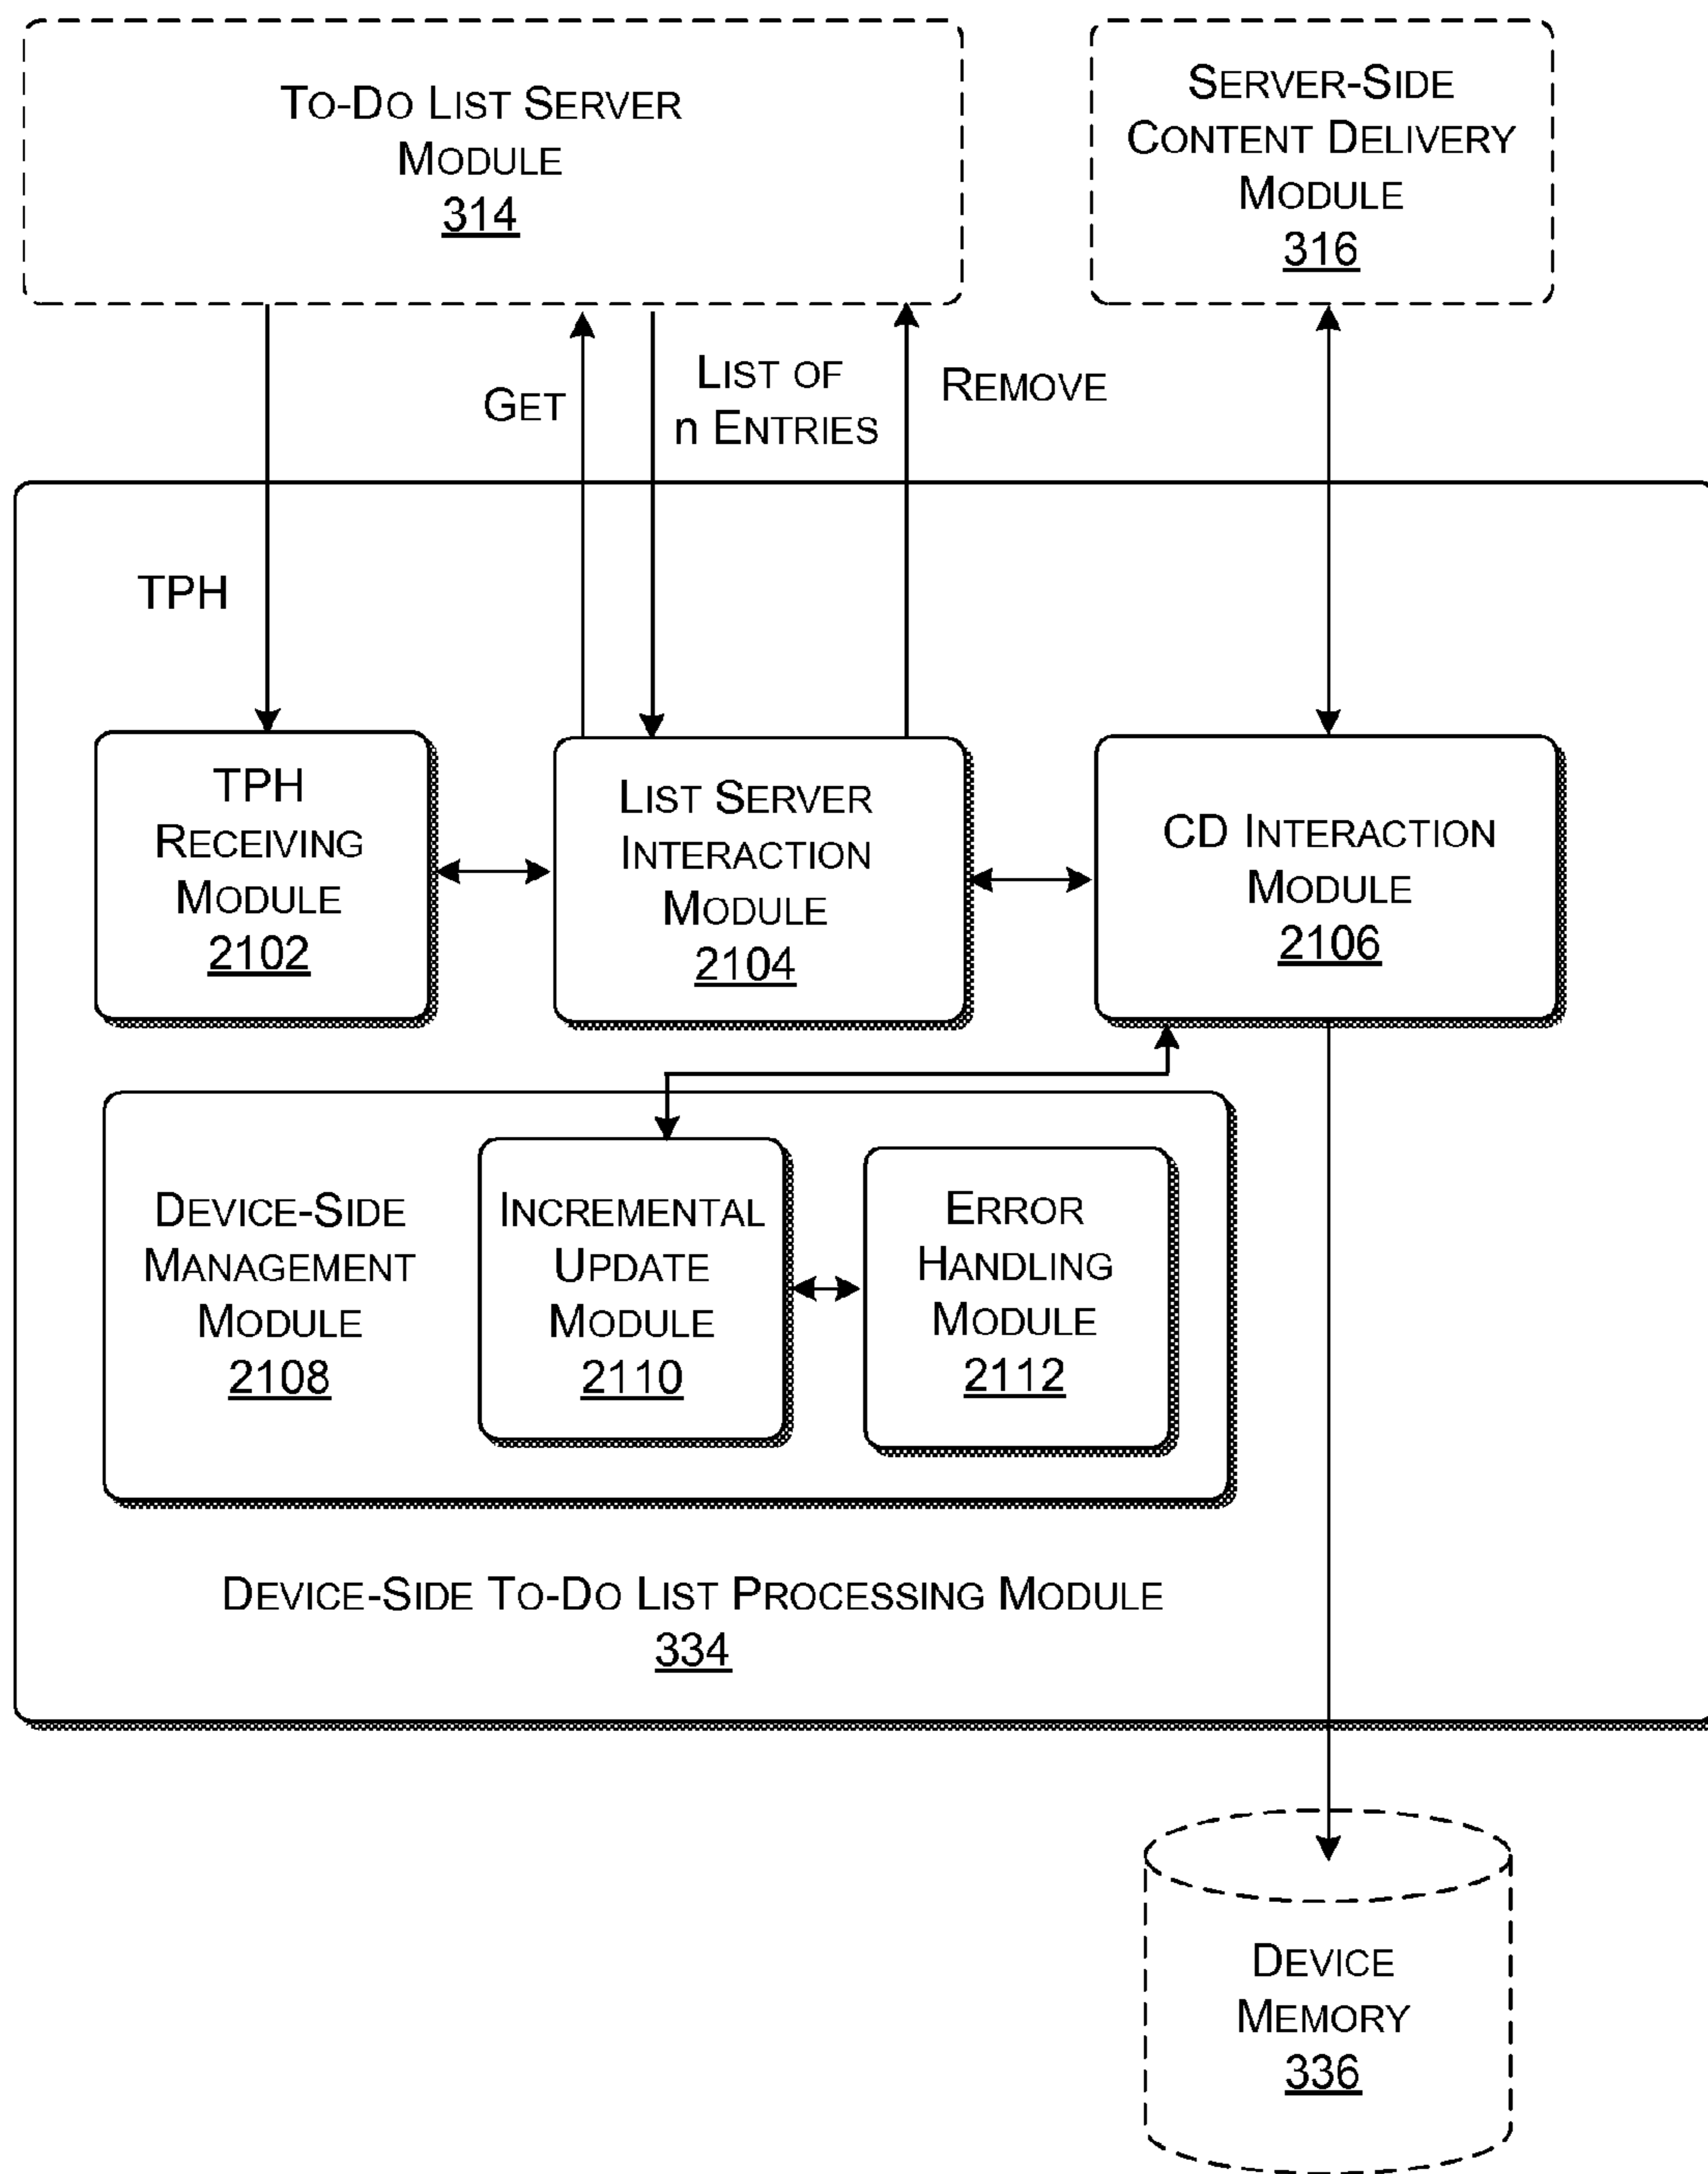 To-Do List Server
Module
314
Server-Side
Content Delivery
Module
316
Get
List of
n Entries
Remove
TPH
TPH
Receiving
Module
2102
List Server
Interaction
Module
2104
CD Interaction
Module
2106
Device-Side
Management
Module
2108
Incremental
Update
Module
2110
Error
Handling
Module
2112
Device-Side To-Do List Processing Module
334
Device
Memory
336